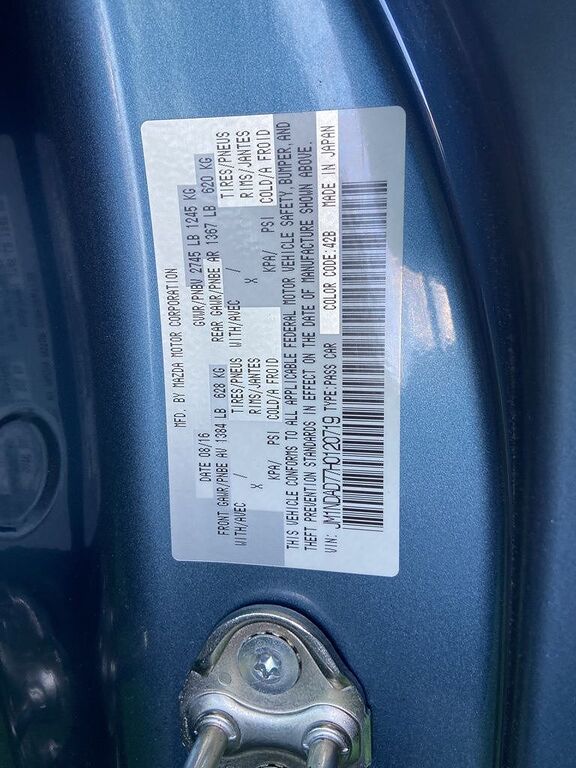 MFD. BY MAZDA MOTOR CORPORATION
DATE 08/16 GVWR/PNBV 2745 LB 1245 KG
FRONT GAWR/PNBE AV 1384 LB 628 KG REAR GAWR/PNBE AR 1367 LB 620 KG
WITH/AVEC / TIRES/PNEUS WITH/AVEC / TIRES/PNEUS
X RIMS/JANTES X RIMS/JANTES
KPA/ PSI COLD/A FROID KPA/ PSI COLD/A FROID
THIS VEHICLE CONFORMS TO ALL APPLICABLE FEDERAL MOTOR VEHICLE SAFETY, BUMPER, AND
THEFT PREVENTION STANDARDS IN EFFECT ON THE DATE OF MANUFACTURE SHOWN ABOVE.
VIN: JM1NDAD77H0120719 TYPE:PASS CAR COLOR CODE:42B MADE IN JAPAN